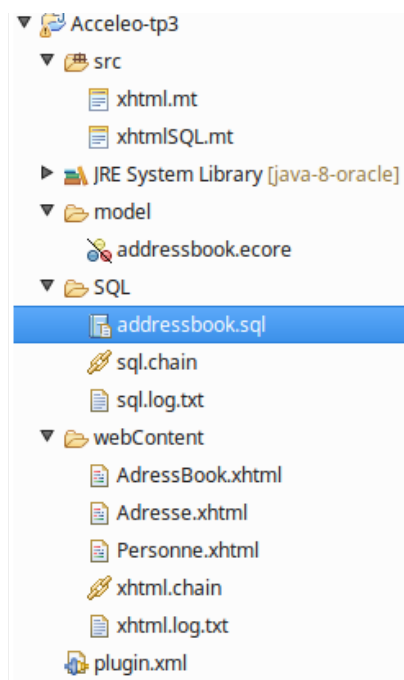 Acceleo-tp3
src
xhtml.mt
xhtmlSQL.mt
JRE System Library [java-8-oracle]
model
addressbook.ecore
SQL
addressbook.sql
sql.chain
sql.log.txt
webContent
AdressBook.xhtml
Adresse.xhtml
Personne.xhtml
xhtml.chain
xhtml.log.txt
plugin.xml